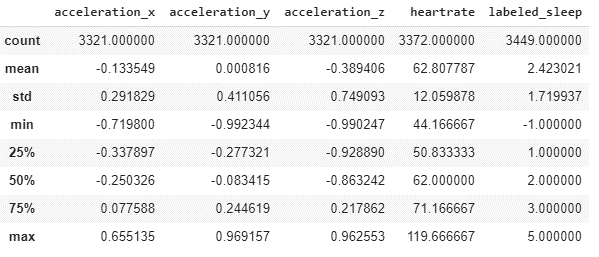 acceleration_x acceleration_y acceleration_z heartrate labeled_sleep
count 3321.000000 3321.000000 3321.000000 3372.000000 3449.000000
mean -0.133549 0.000816 -0.389406 62.807787 2.423021
std 0.291829 0.411056 0.749093 12.059878 1.719937
min -0.719800 -0.992344 -0.990247 44.166667 -1.000000
25% -0.337897 -0.277321 -0.928890 50.833333 1.000000
50% -0.250326 -0.083415 -0.863242 62.000000 2.000000
75% 0.077588 0.244619 0.217862 71.166667 3.000000
max 0.655135 0.969157 0.962553 119.666667 5.000000